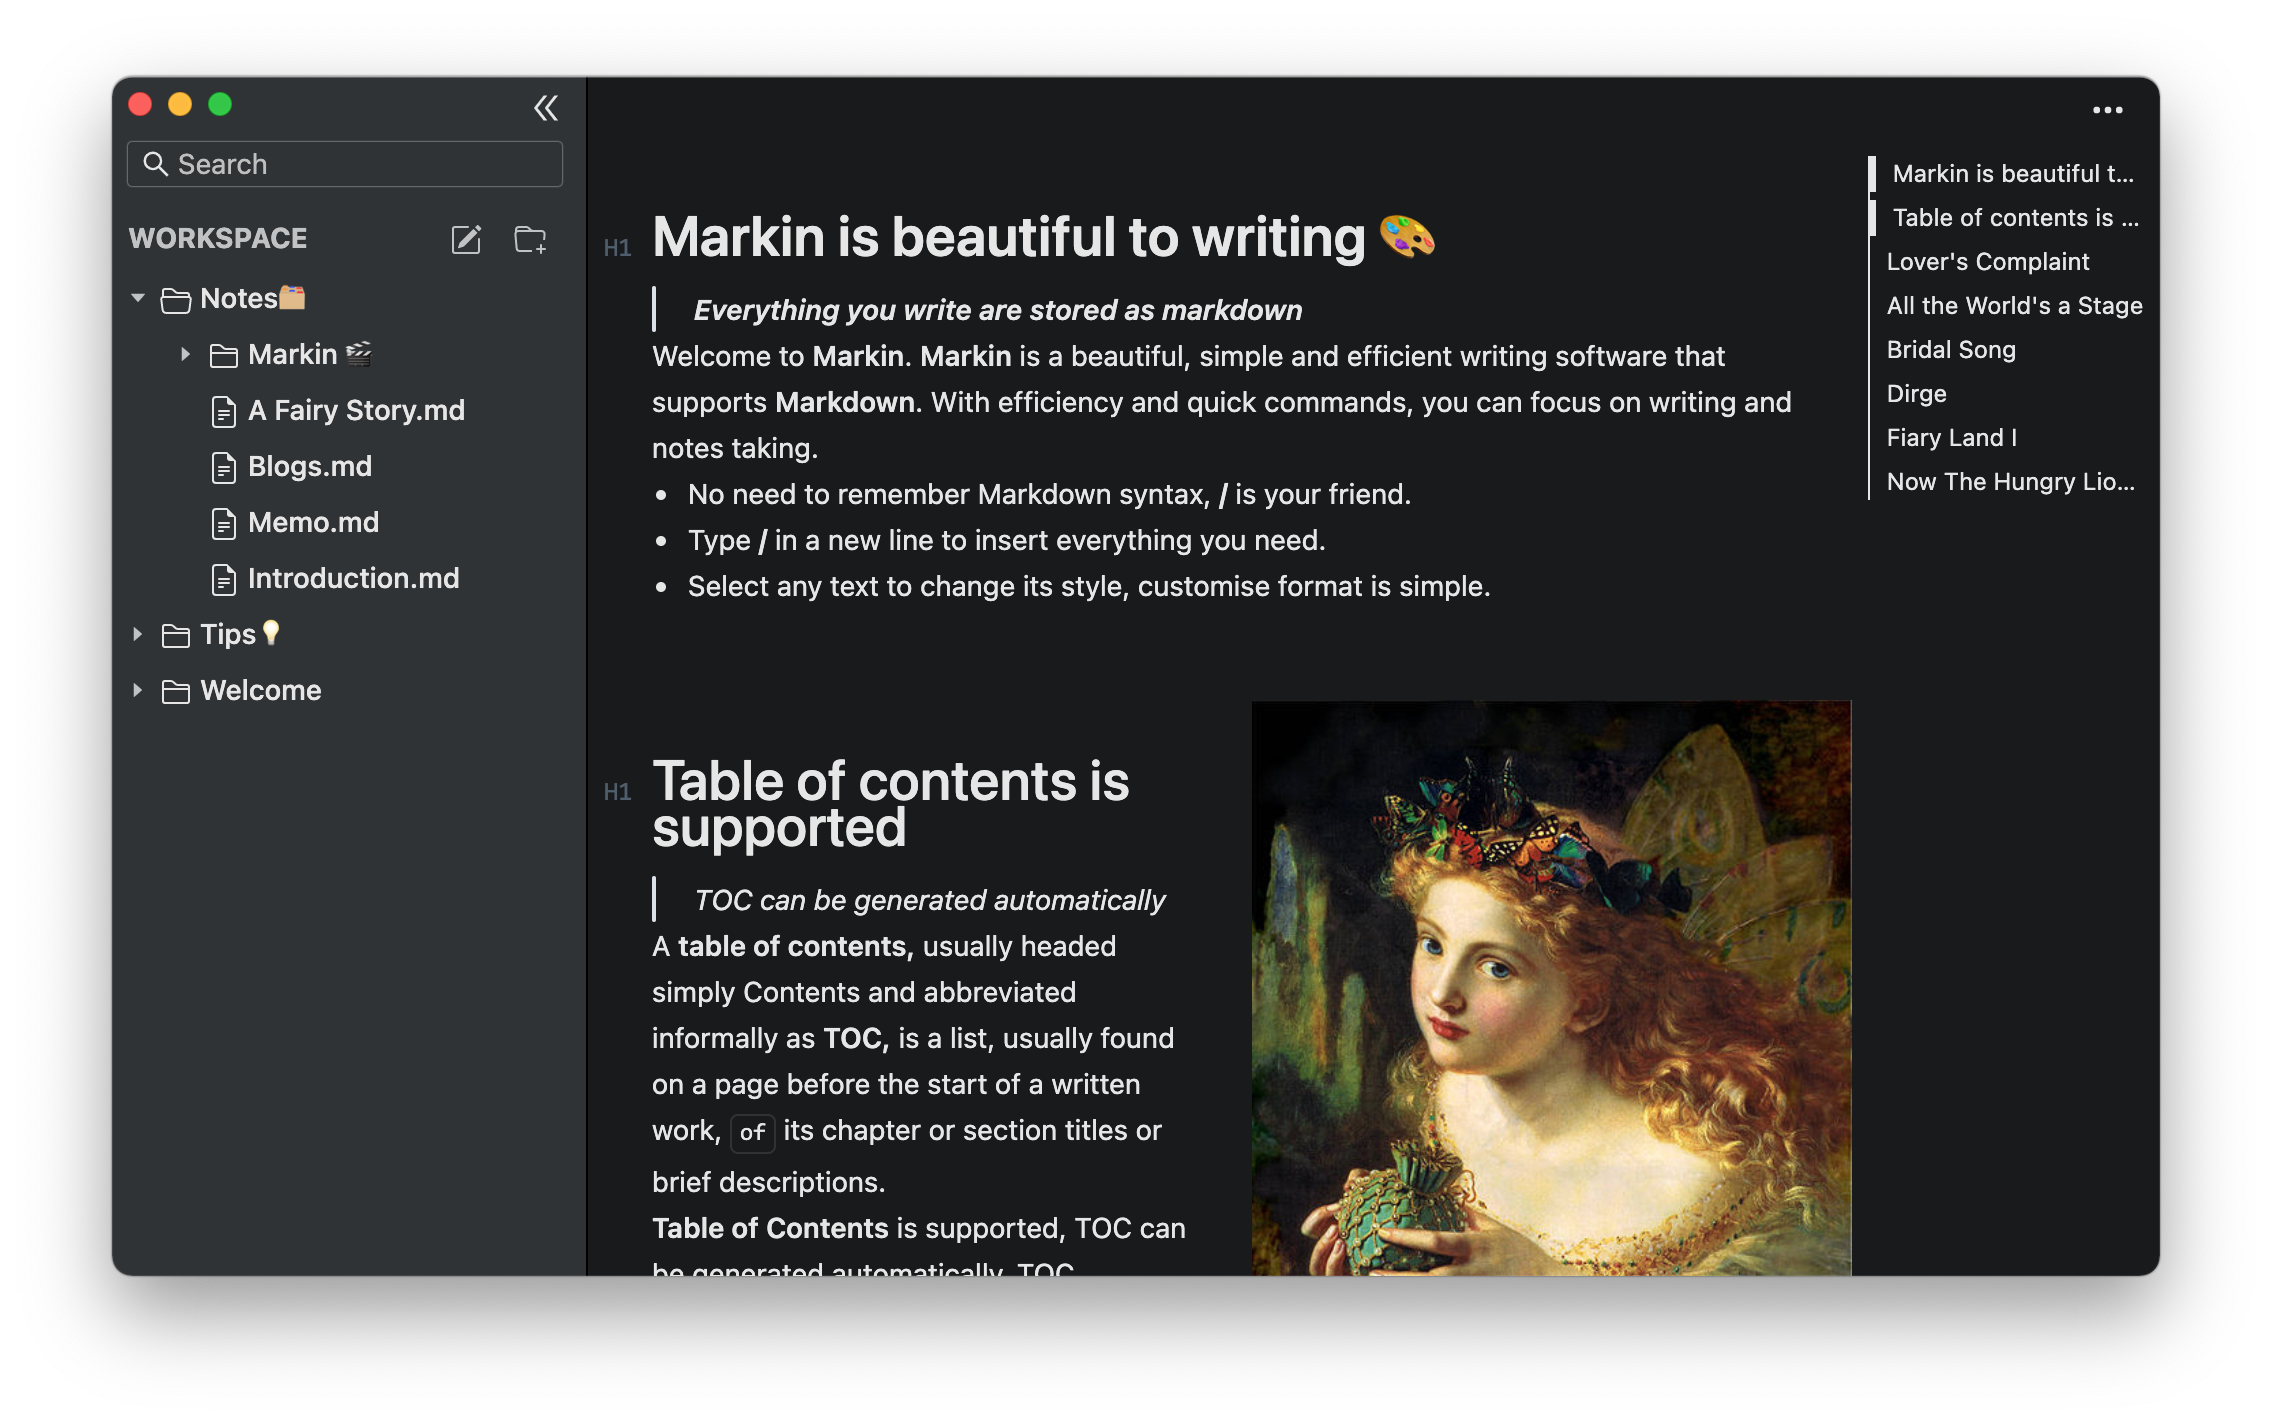 Search
WORKSPACE
Notes🗂️
Markin 🎬
A Fairy Story.md
Blogs.md
Memo.md
Introduction.md
Tips💡
Welcome
H1 Markin is beautiful to writing 🎨
Everything you write are stored as markdown
Welcome to Markin. Markin is a beautiful, simple and efficient writing software that
supports Markdown. With efficiency and quick commands, you can focus on writing and
notes taking.
• No need to remember Markdown syntax, / is your friend.
• Type / in a new line to insert everything you need.
• Select any text to change its style, customise format is simple.
H1 Table of contents is
supported
TOC can be generated automatically
A table of contents, usually headed
simply Contents and abbreviated
informally as TOC, is a list, usually found
on a page before the start of a written
work, of its chapter or section titles or
brief descriptions.
Table of Contents is supported, TOC can
be generated automatically. TOC
Markin is beautiful t...
Table of contents is ...
Lover's Complaint
All the World's a Stage
Bridal Song
Dirge
Fiary Land I
Now The Hungry Lio...